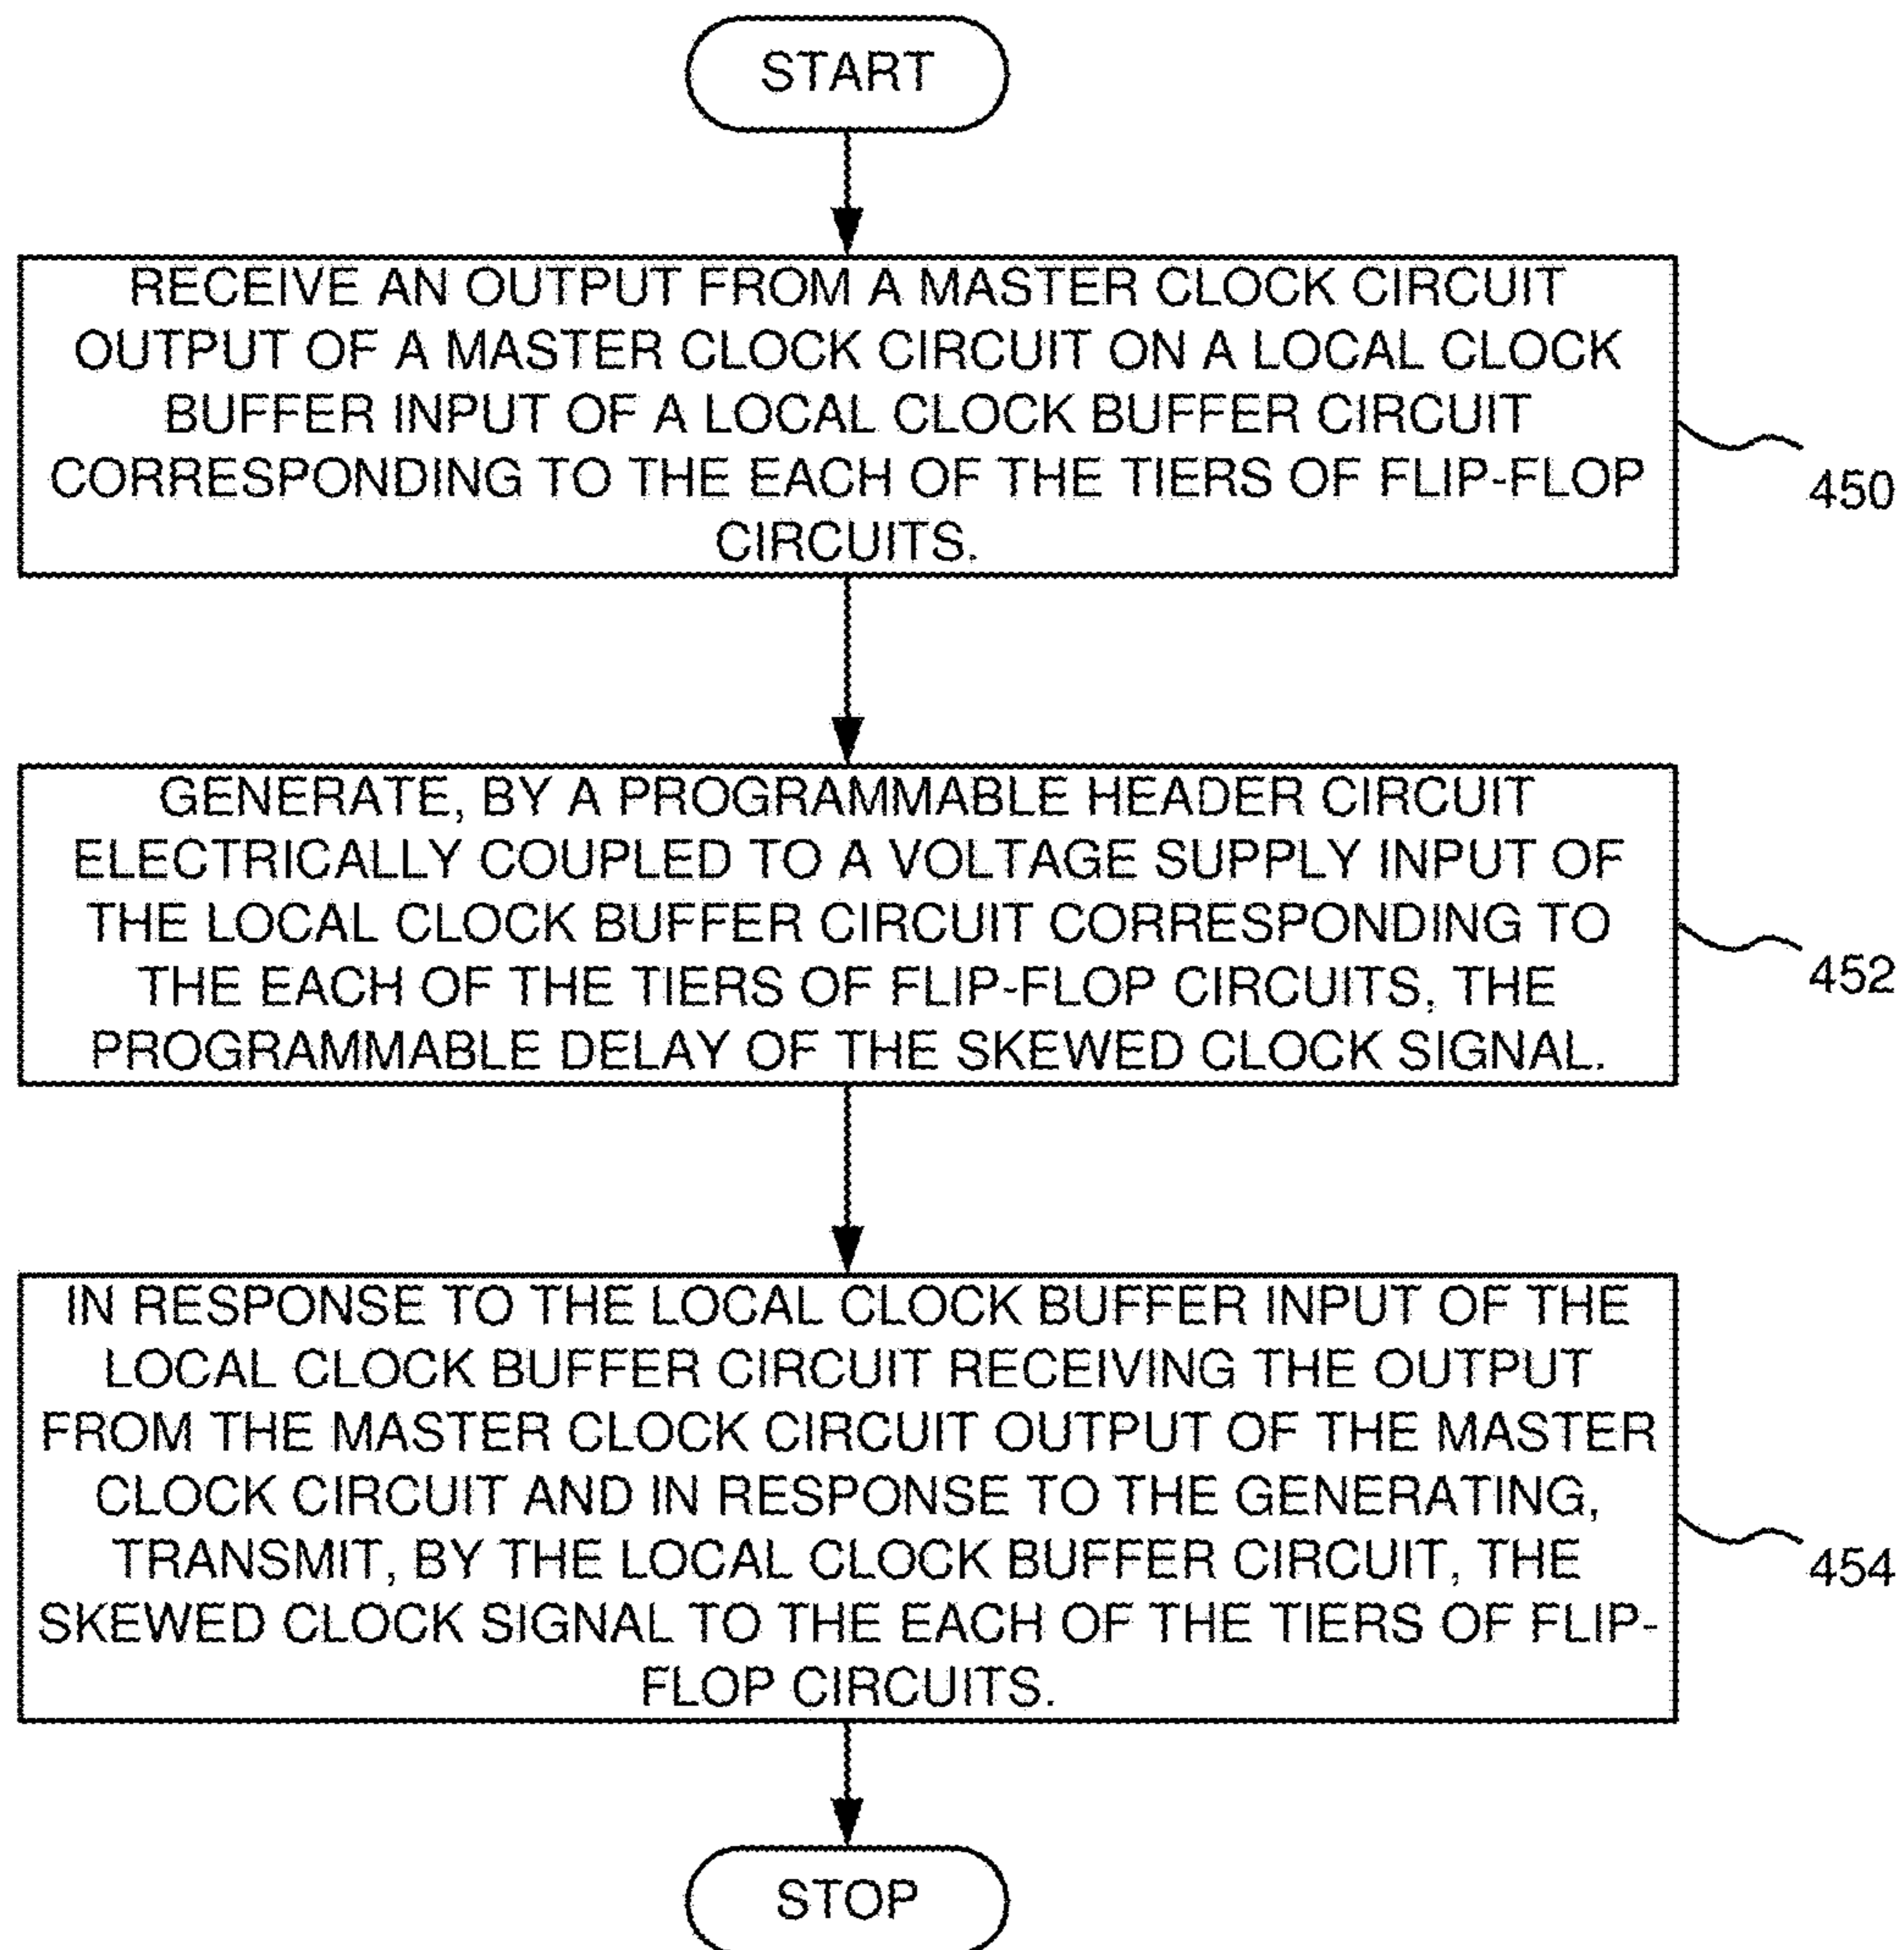 START
RECEIVE AN OUTPUT FROM A MASTER CLOCK CIRCUIT
OUTPUT OF A MASTER CLOCK CIRCUIT ON A LOCAL CLOCK
BUFFER INPUT OF A LOCAL CLOCK BUFFER CIRCUIT
CORRESPONDING TO THE EACH OF THE TIERS OF FLIP-FLOP
CIRCUITS.
450
GENERATE, BY A PROGRAMMABLE HEADER CIRCUIT
ELECTRICALLY COUPLED TO A VOLTAGE SUPPLY INPUT OF
THE LOCAL CLOCK BUFFER CIRCUIT CORRESPONDING TO
THE EACH OF THE TIERS OF FLIP-FLOP CIRCUITS, THE
PROGRAMMABLE DELAY OF THE SKEWED CLOCK SIGNAL.
452
IN RESPONSE TO THE LOCAL CLOCK BUFFER INPUT OF THE
LOCAL CLOCK BUFFER CIRCUIT RECEIVING THE OUTPUT
FROM THE MASTER CLOCK CIRCUIT OUTPUT OF THE MASTER
CLOCK CIRCUIT AND IN RESPONSE TO THE GENERATING,
TRANSMIT, BY THE LOCAL CLOCK BUFFER CIRCUIT, THE
SKEWED CLOCK SIGNAL TO THE EACH OF THE TIERS OF FLIP-
FLOP CIRCUITS.
454
STOP